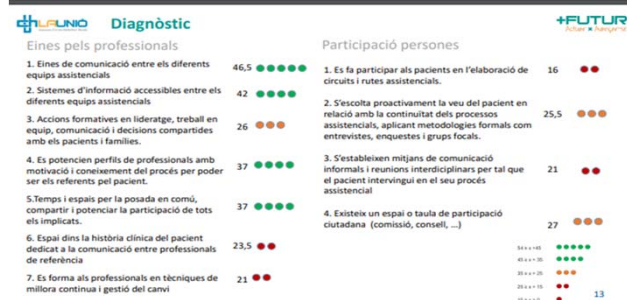 LAUNIÓ
Diagnòstic
+FUTUR
Eines pels professionals
1. Eines de comunicació entre els diferents
equips assistencials
46,5
2. Sistemes d'informació accessibles entre els
diferents equips assistencials
42
3. Accions formatives en lideratge, treball en
equip, comunicació i decisions compartides
amb els pacients i famílies.
26
4. Es potencien perfils de professionals amb
motivació i coneixement del procés per poder
ser els referents pel pacient.
37
5.Temps i espais per la posada en comú,
compartir i potenciar la participació de tots
els implicats.
37
6. Espai dins la història clínica del pacient
dedicat a la comunicació entre professionals
de referència
23,5
7. Es forma als professionals en tècniques de
millora continua i gestió del canvi
21
Participació persones
1. Es fa participar als pacients en l'elaboració de
circuits i rutes assistencials.
16
2. S'escolta proactivament la veu del pacient en
relació amb la continuïtat dels processos
assistencials, aplicant metodologies formals com
entrevistes, enquestes i grups focals.
25,5
3. S'estableixen mitjans de comunicació
informals i reunions interdiciplinars per tal que
el pacient intervingui en el seu procés
assistencial
21
4. Existeix un espai o taula de participació
ciutadana (comissió, consell, ...)
27
13